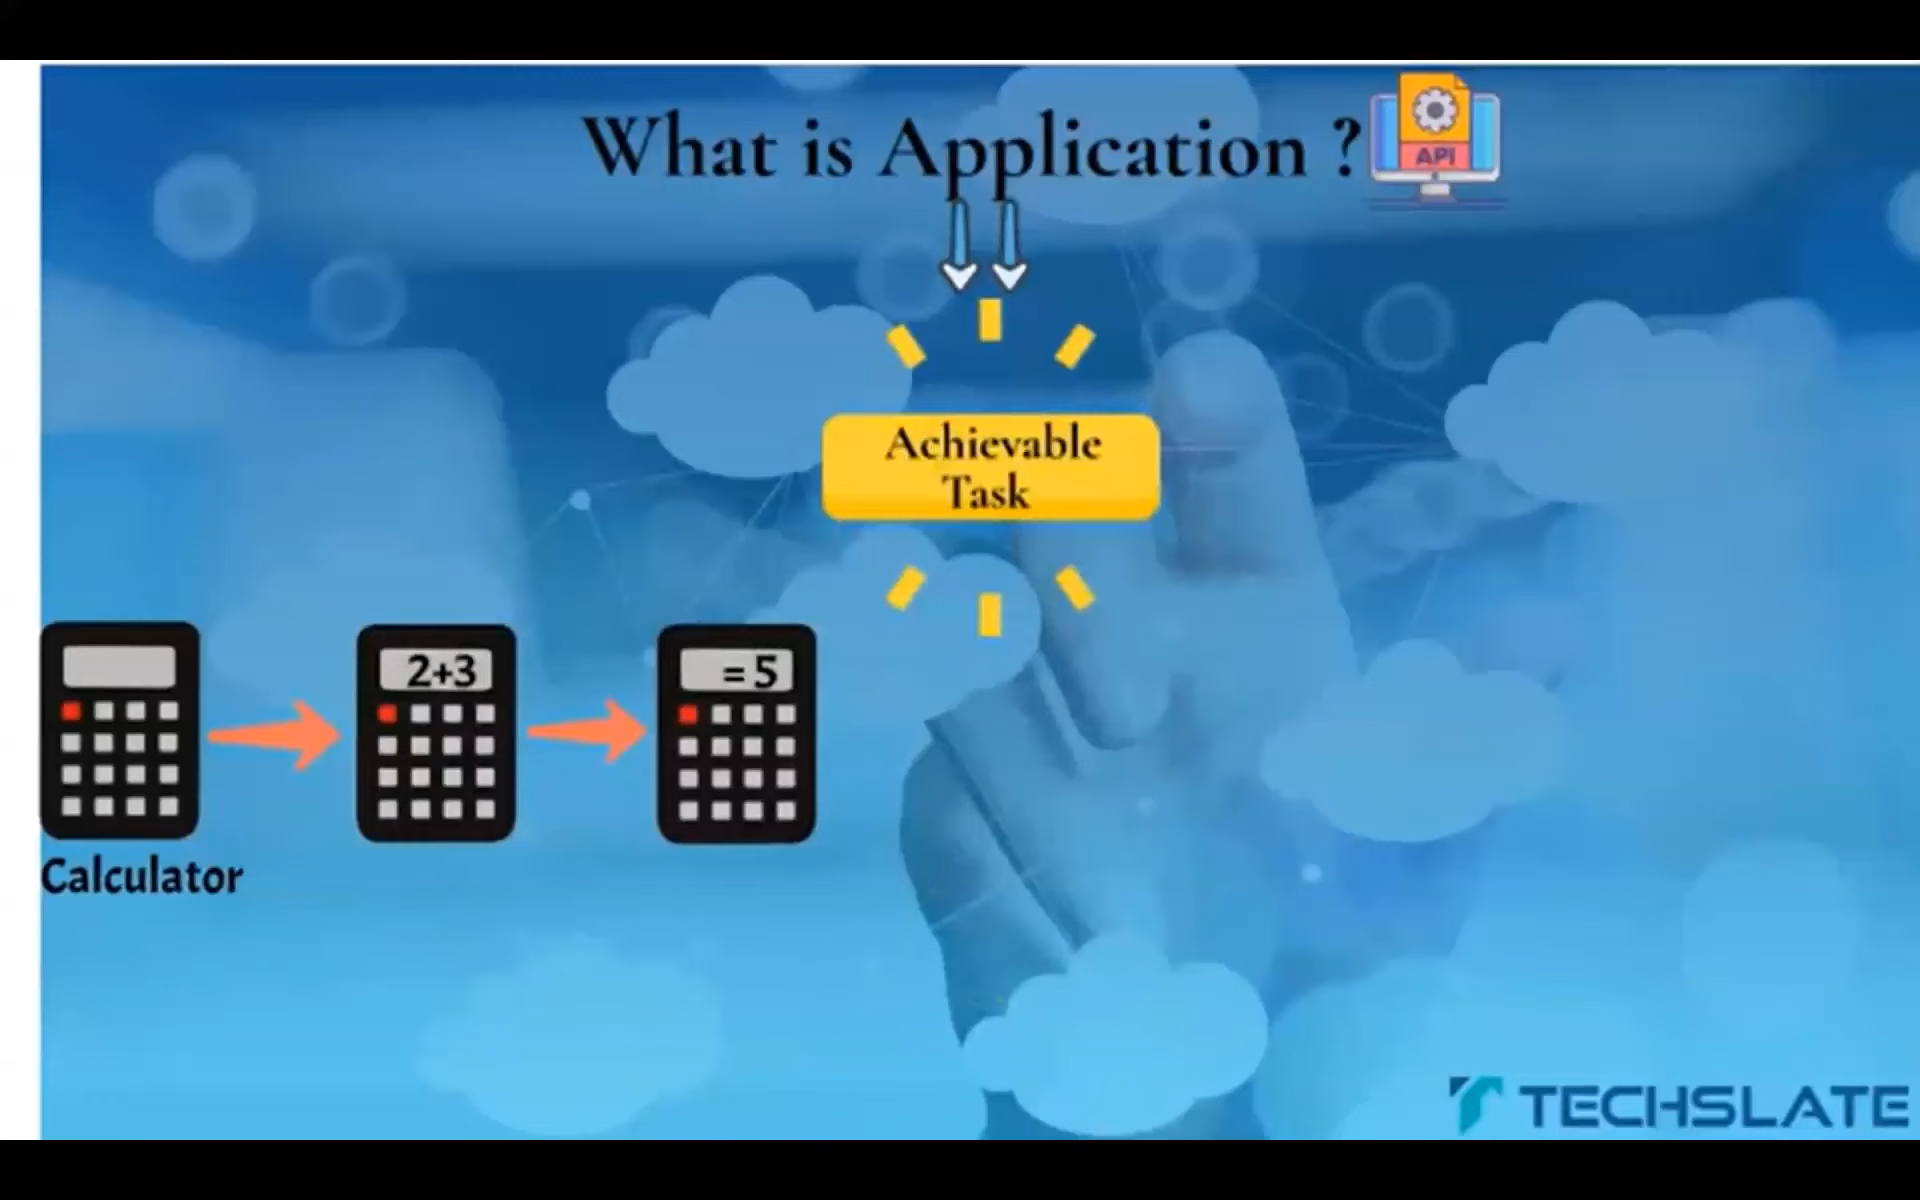 What is Application ?
API
Achievable
Task
2+3
= 5
Calculator
TECHSLATE